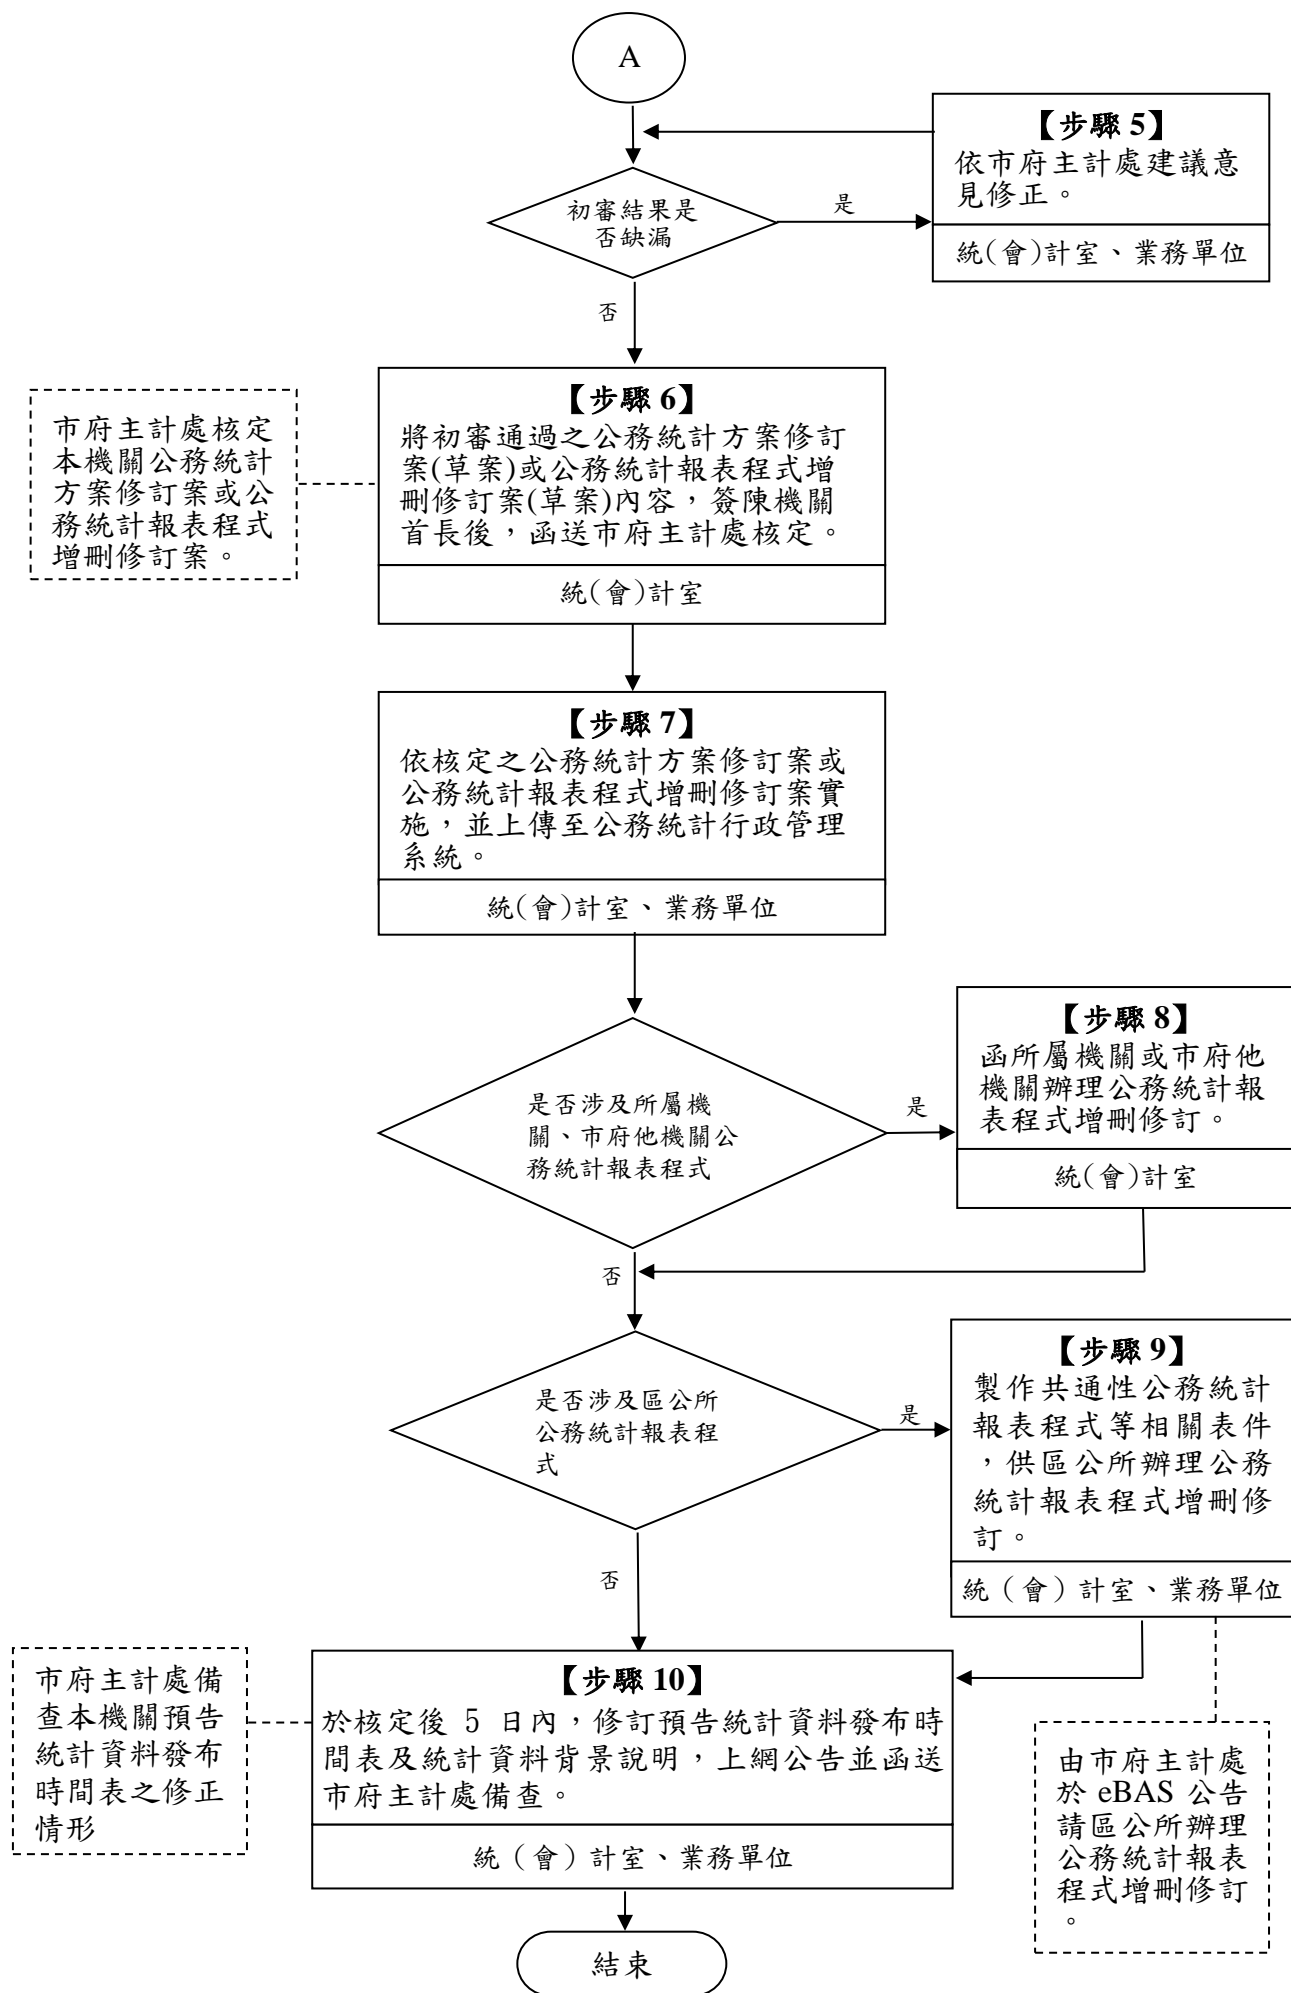 A
【步驟 5】
依市府主計處建議意
見修正。
統(會)計室、業務單位
初審結果是
否缺漏
是
否
【步驟 6】
將初審通過之公務統計方案修訂
案(草案)或公務統計報表程式增
刪修訂案(草案)內容，簽陳機關
首長後，函送市府主計處核定。
統(會)計室
市府主計處核定
本機關公務統計
方案修訂案或公
務統計報表程式
增刪修訂案。
【步驟 7】
依核定之公務統計方案修訂案或
公務統計報表程式增刪修訂案實
施，並上傳至公務統計行政管理
系統。
統(會)計室、業務單位
是否涉及所屬機
關、市府他機關公
務統計報表程式
是
【步驟 8】
函所屬機關或市府他
機關辦理公務統計報
表程式增刪修訂。
統(會)計室
否
是否涉及區公所
公務統計報表程
式
是
【步驟 9】
製作共通性公務統計
報表程式等相關表件
，供區公所辦理公務
統計報表程式增刪修
訂。
統（會）計室、業務單位
否
【步驟 10】
於核定後 5 日內，修訂預告統計資料發布時
間表及統計資料背景說明，上網公告並函送
市府主計處備查。
統（會）計室、業務單位
市府主計處備
查本機關預告
統計資料發布
時間表之修正
情形
由市府主計處
於 eBAS 公告
請區公所辦理
公務統計報表
程式增刪修訂
。
結束